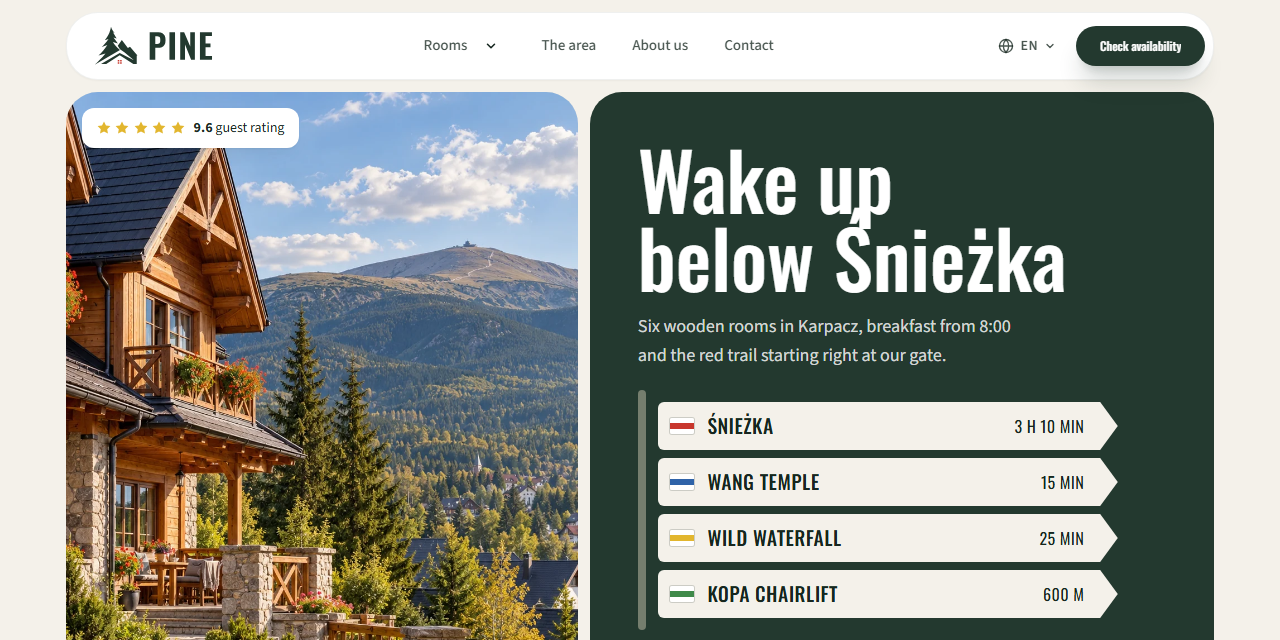 PINE
Rooms
The area
About us
Contact
EN
Check availability
9.6 guest rating
Wake up
below Śnieżka
Six wooden rooms in Karpacz, breakfast from 8:00
and the red trail starting right at our gate.
ŚNIEŻKA 3 H 10 MIN
WANG TEMPLE 15 MIN
WILD WATERFALL 25 MIN
KOPA CHAIRLIFT 600 M